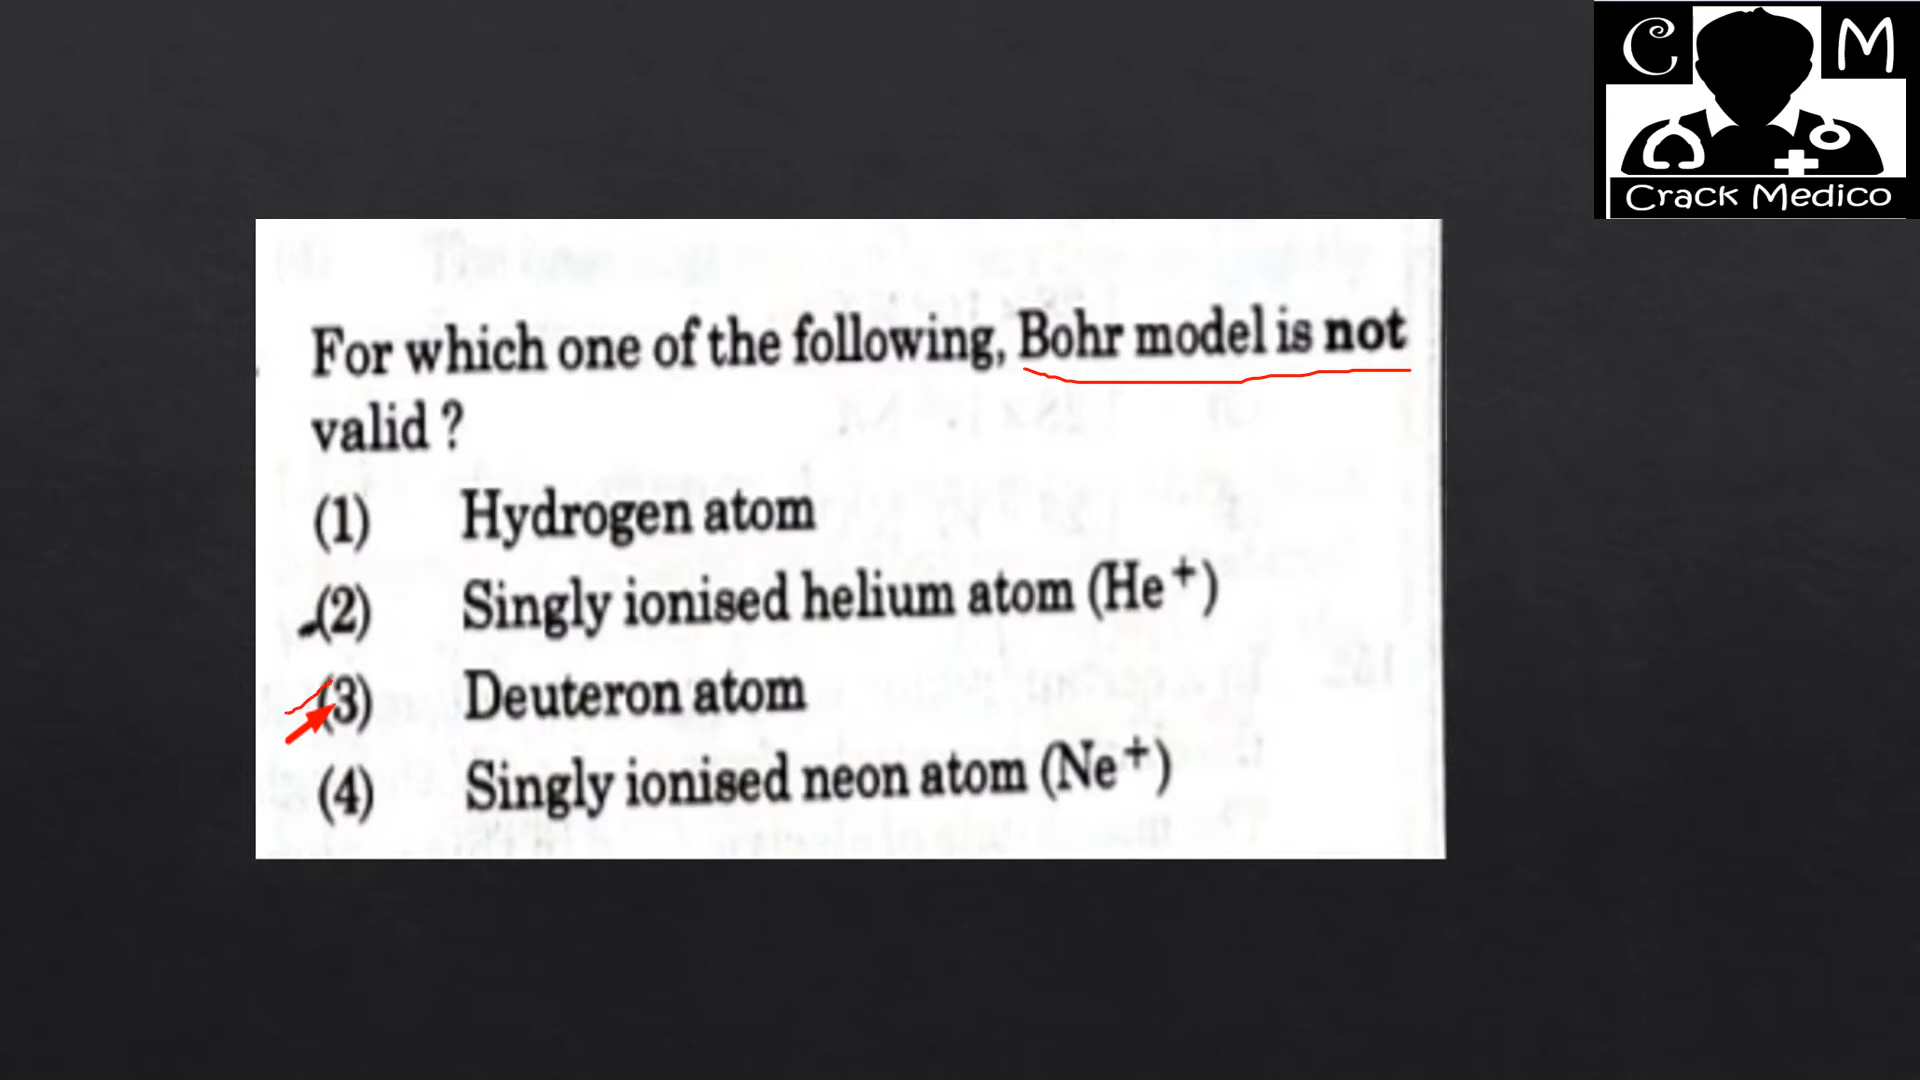 C M
Crack Medico
For which one of the following, Bohr model is not
valid ?
(1) Hydrogen atom
(2) Singly ionised helium atom (He⁺)
(3) Deuteron atom
(4) Singly ionised neon atom (Ne⁺)